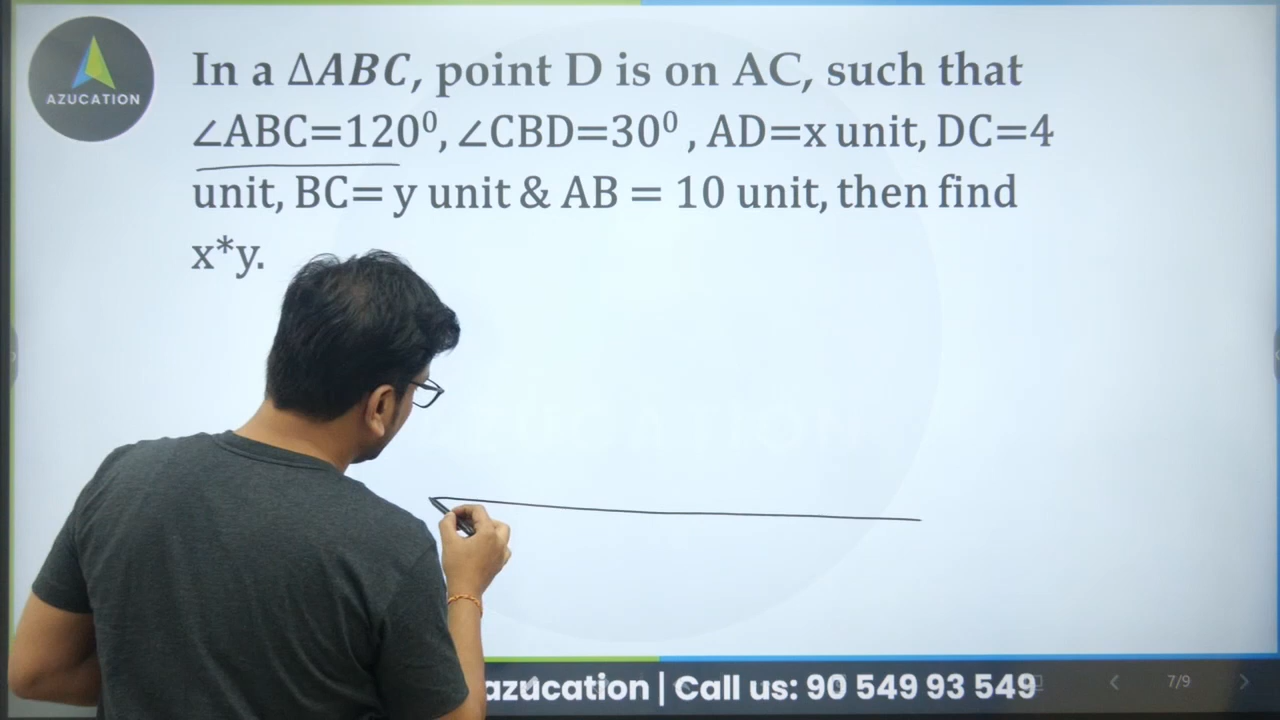 AZUCATION
In a ΔABC, point D is on AC, such that
∠ABC=120⁰, ∠CBD=30⁰ , AD=x unit, DC=4
unit, BC= y unit & AB = 10 unit, then find
x*y.
azucation | Call us: 90 549 93 549
7/9